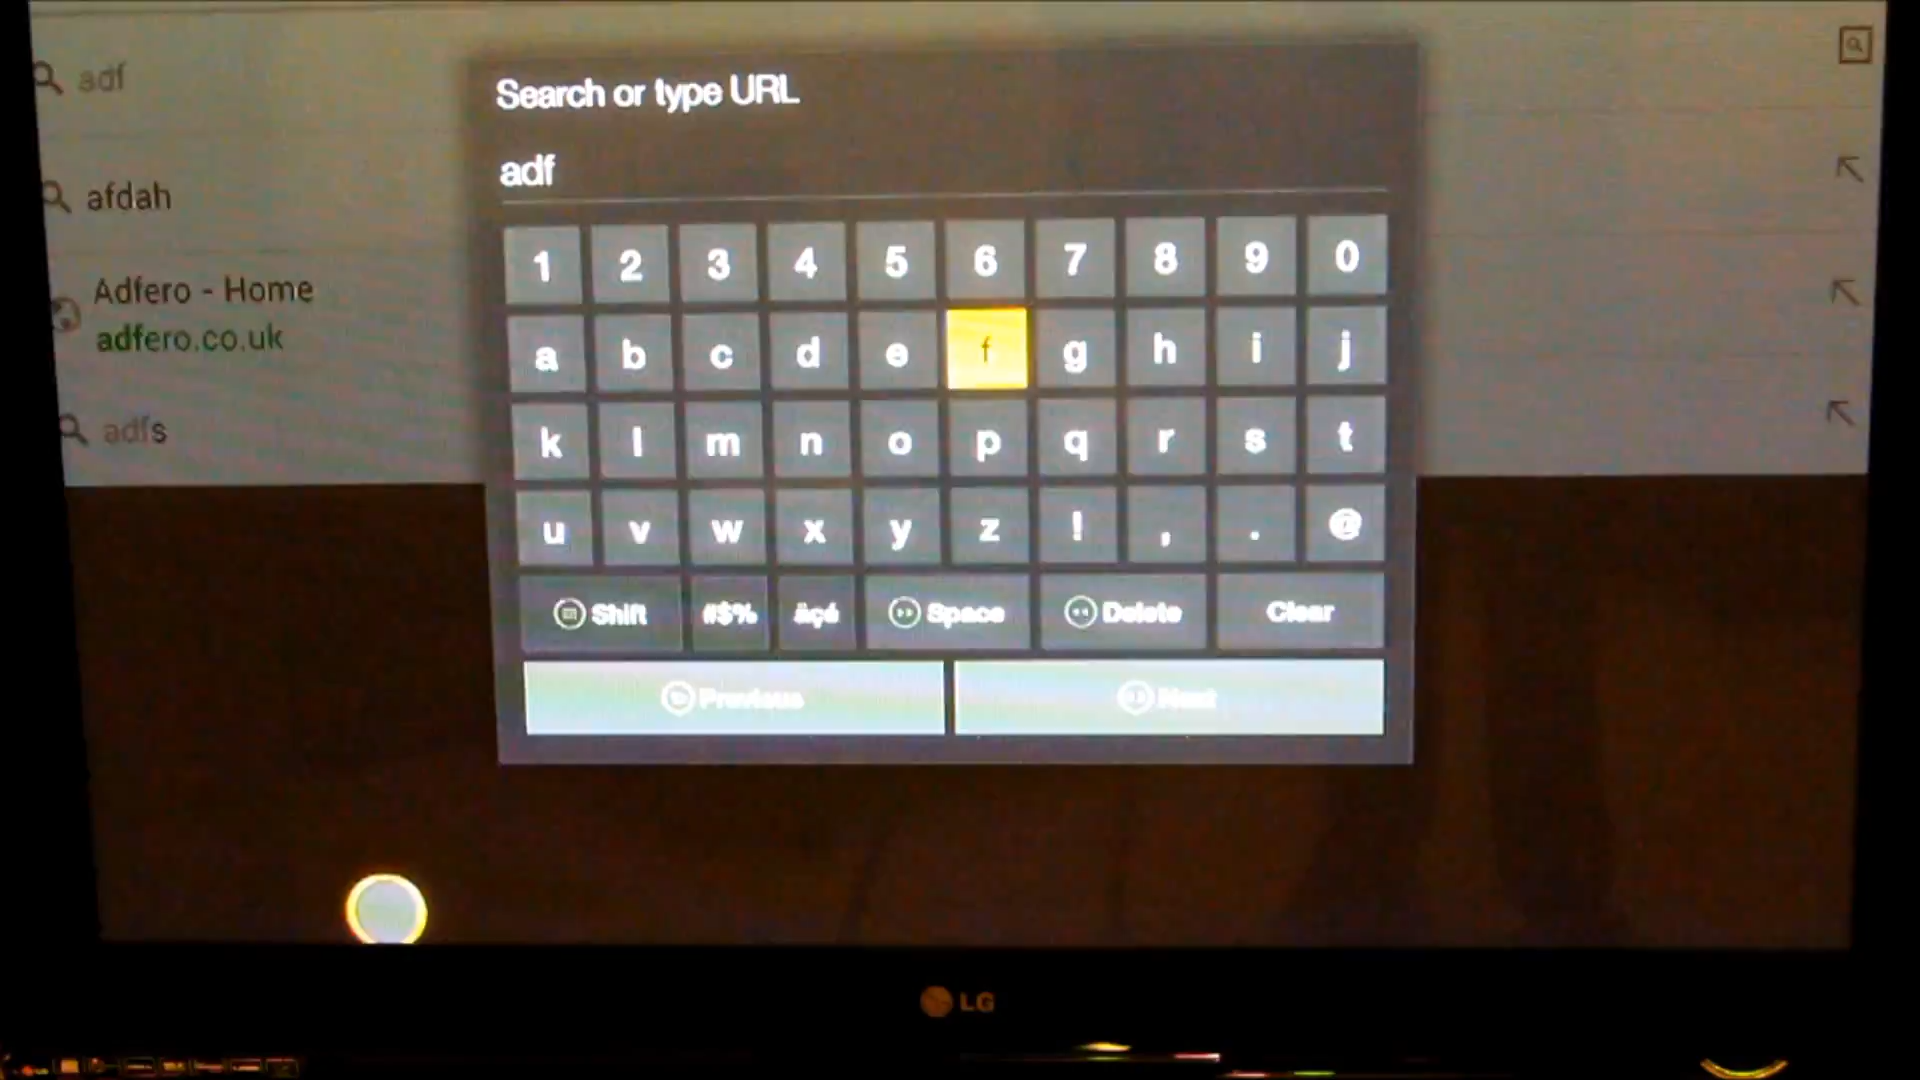 adf
afdah
Adfero - Home
adfero.co.uk
adfs
Search or type URL
adf
1 2 3 4 5 6 7 8 9 0
a b c d e f g h i j
k l m n o p q r s t
u v w x y z ! , . @
Shift #$% äçé Space Delete Clear
Previous Next
LG